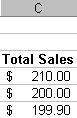 C
Total Sales
$ 210.00
$ 200.00
$ 199.90